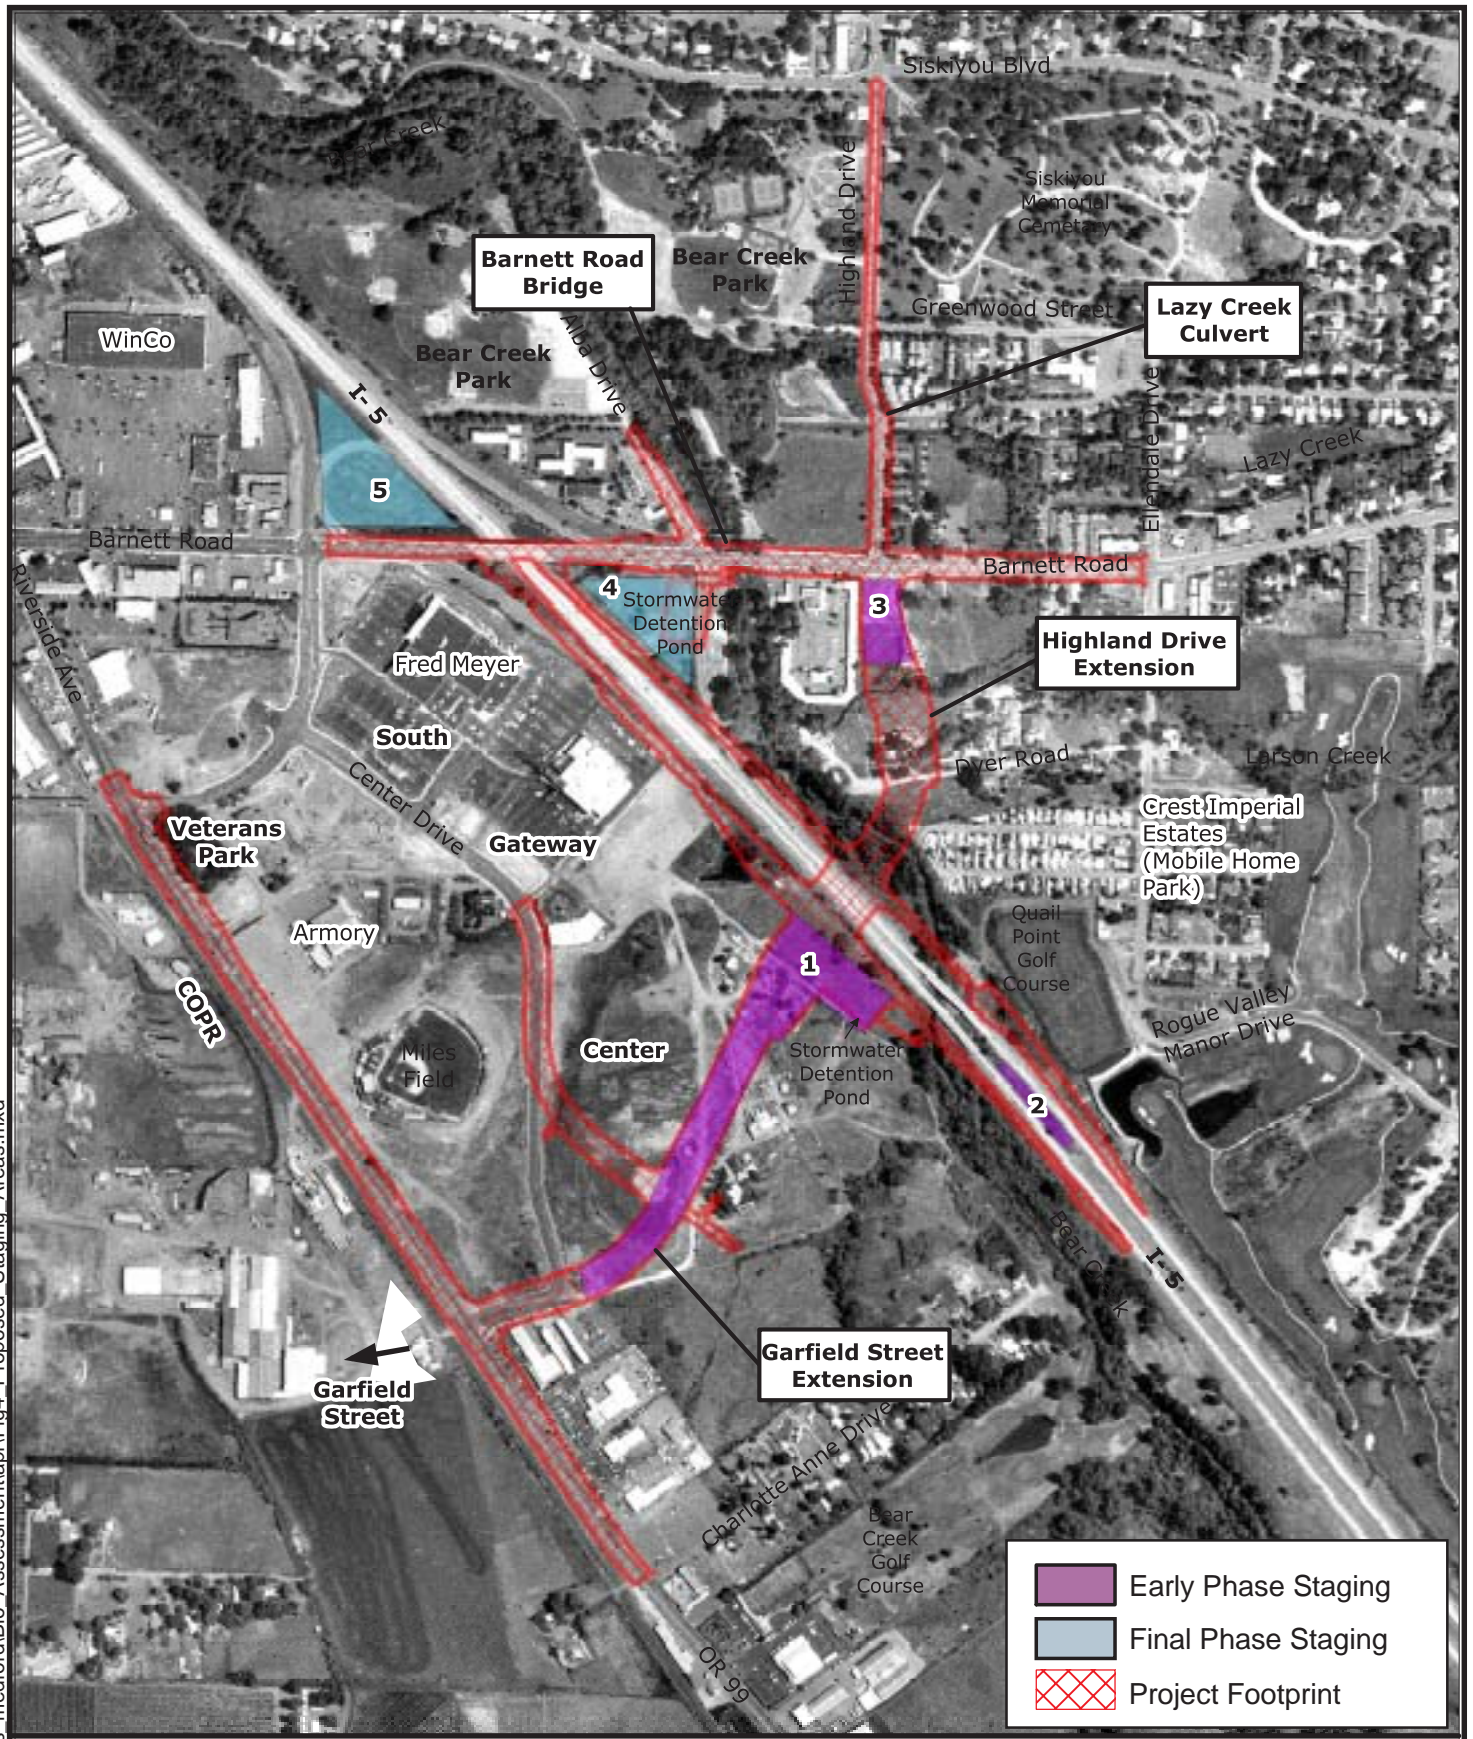 Siskiyou Blvd
Bear Creek
Highland Drive
Siskiyou
Memorial
Cemetary
Barnett Road
Bridge
Bear Creek
Park
Greenwood Street
Lazy Creek
Culvert
WinCo
Alba Drive
Bear Creek
Park
I-5
Ellendale Drive
Lazy Creek
5
Barnett Road
Barnett Road
Riverside Ave
4
Stormwate
Detention
Pond
3
Highland Drive
Extension
Fred Meyer
South
Center Drive
Dyer Road
Larson Creek
Veterans
Park
Gateway
Crest Imperial
Estates
(Mobile Home
Park)
Armory
Quail
Point
Golf
Course
1
COPR
Rogue Valley
Manor Drive
Center
Miles
Field
Stormwater
Detention
Pond
2
Bear Creek
I-5
Garfield Street
Extension
Garfield
Street
Charlotte Anne Drive
Bear
Creek
Golf
Course
OR 99
Early Phase Staging
Final Phase Staging
Project Footprint